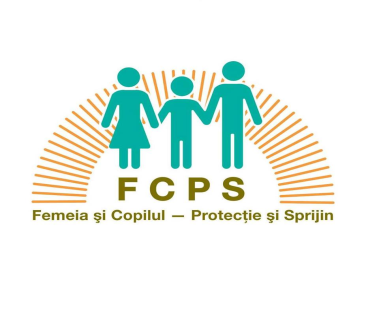 FCPS
Femeia şi Copilul — Protecţie şi Sprijin